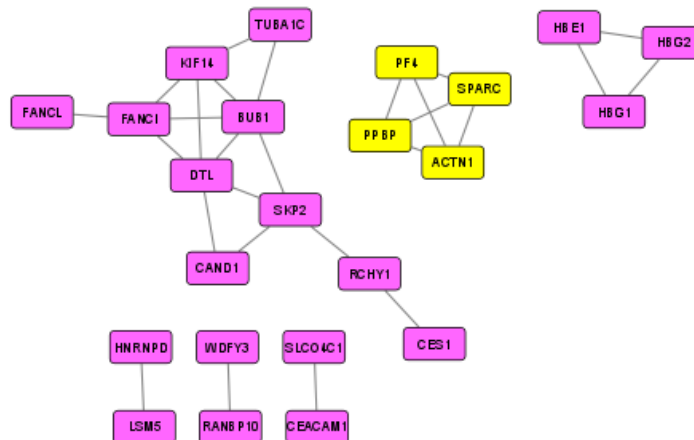 TUBA1C
HBE1
HBG2
KIF14
PF4
SPARC
FANCL
FANCI
BUB1
HBG1
PPBP
ACTN1
DTL
SKP2
CAND1
RCHY1
CES1
HNRNPD
WDFY3
SLCO4C1
LSM5
RANBP10
CEACAM1